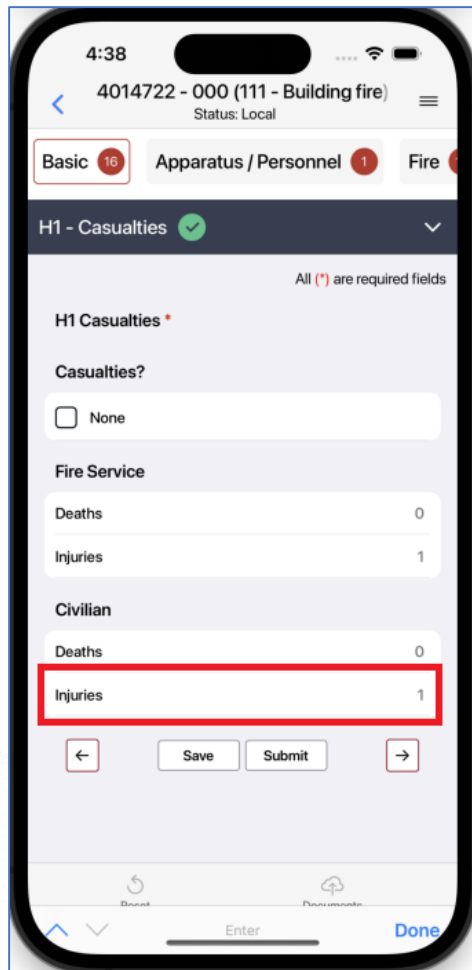 4:38
4014722 - 000 (111 - Building fire)
Status: Local
Basic 16 Apparatus / Personnel 1 Fire
H1 - Casualties
All (*) are required fields
H1 Casualties *
Casualties?
None
Fire Service
Deaths 0
Injuries 1
Civilian
Deaths 0
Injuries 1
← Save Submit →
Reset Documents
Enter Done